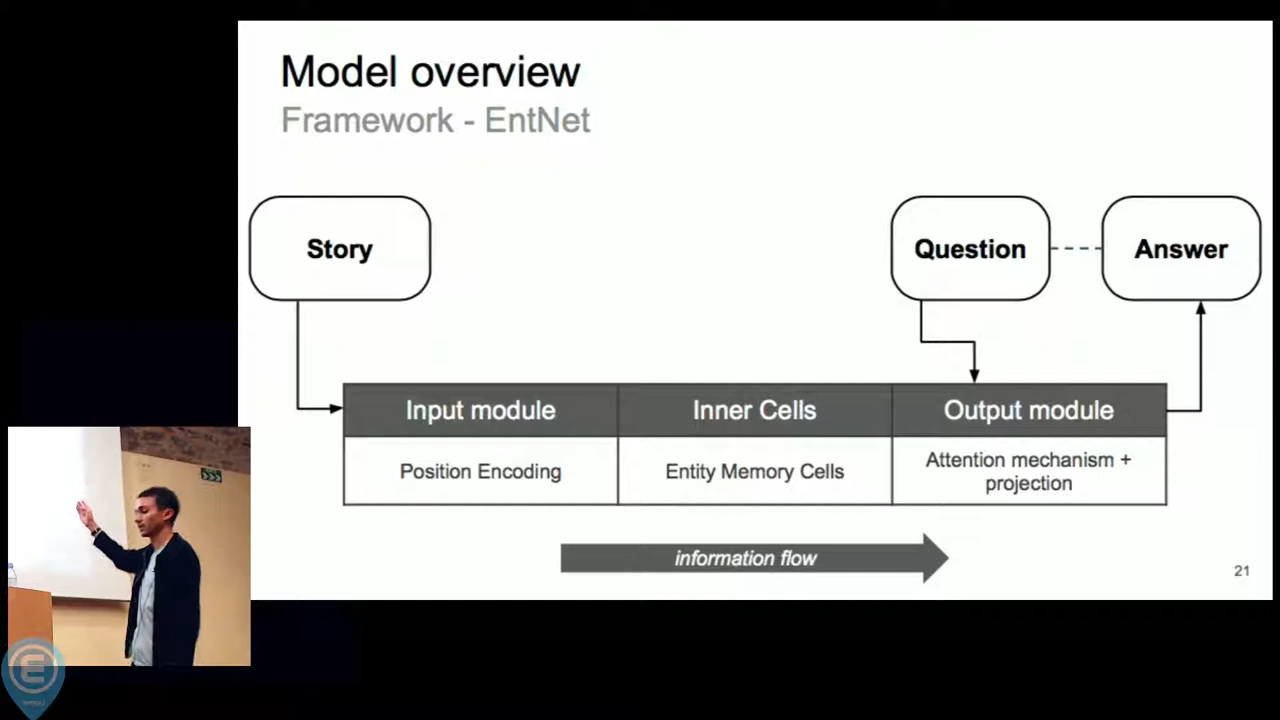 Model overview
Framework - EntNet
Story
Question
Answer
Input module
Inner Cells
Output module
Position Encoding
Entity Memory Cells
Attention mechanism +
projection
information flow
21